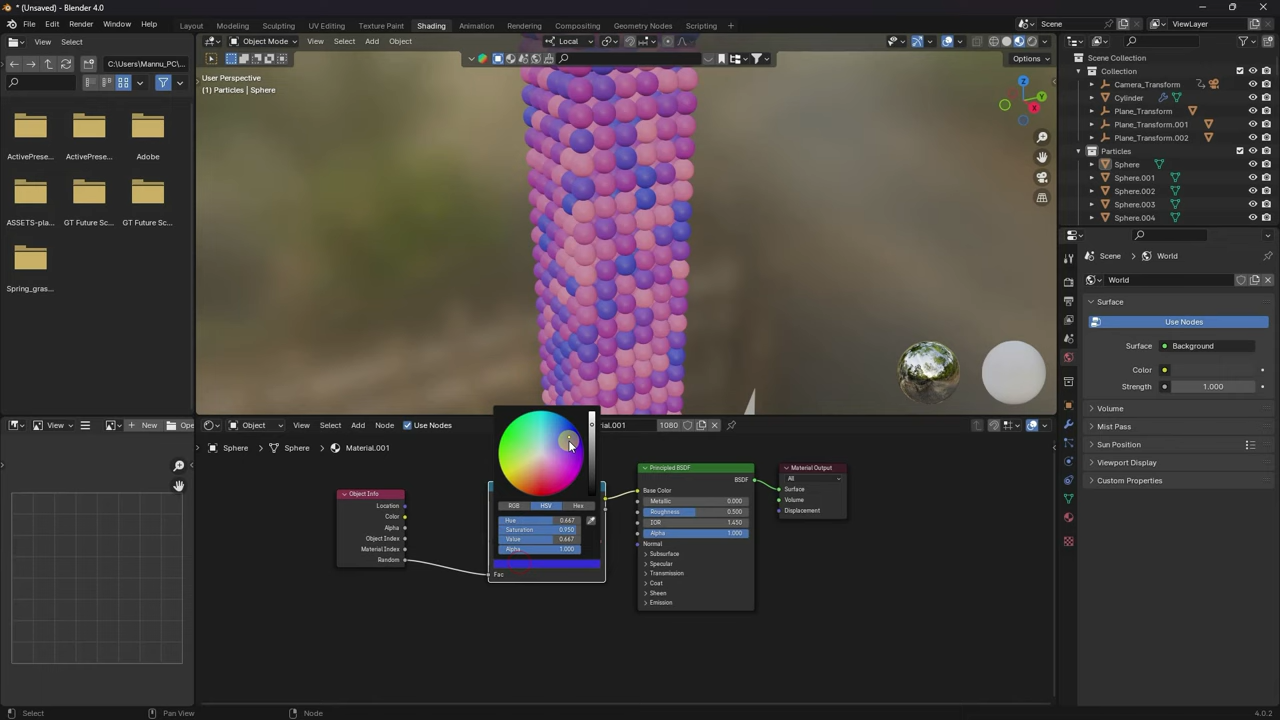 * (Unsaved) - Blender 4.0
File Edit Render Window Help Layout Modeling Sculpting UV Editing Texture Paint Shading Animation Rendering Compositing Geometry Nodes Scripting Scene ViewLayer
View Select Object Mode View Select Add Object Local
C:\Users\Mannu_PC\... Options
User Perspective
(1) Particles | Sphere
Z
Y
X
ActivePrese...
ActivePrese...
Adobe
ASSETS-pla...
GT Future Sc...
GT Future Sc...
Spring_grass...
Scene Collection
Collection
Camera_Transform
Cylinder
Plane_Transform
Plane_Transform.001
Plane_Transform.002
Particles
Sphere
Sphere.001
Sphere.002
Sphere.003
Sphere.004
Scene World
World
Surface
Use Nodes
Surface Background
Color
Strength 1.000
Volume
Mist Pass
Sun Position
Viewport Display
Custom Properties
View New Ope
Object View Select Add Node Use Nodes ial.001 1080
Sphere Sphere Material.001
Object Info
Location
Color
Alpha
Object Index
Material Index
Random
RGB HSV Hex
Hue 0.667
Saturation 0.950
Value 0.667
Alpha 1.000
Fac
Principled BSDF
BSDF
Base Color
Metallic 0.000
Roughness 0.500
IOR 1.450
Alpha 1.000
Normal
Subsurface
Specular
Transmission
Coat
Sheen
Emission
Material Output
All
Surface
Volume
Displacement
Select Pan View Node 4.0.2